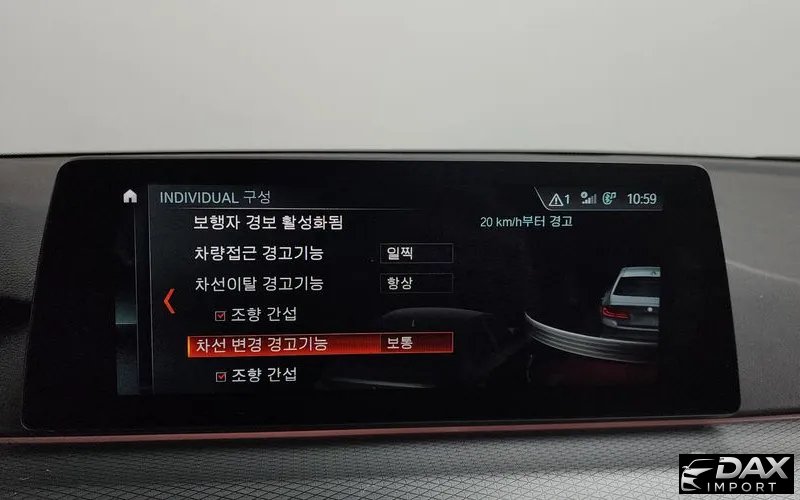 INDIVIDUAL 구성
1 10:59
보행자 경보 활성화됨
20 km/h부터 경고
차량접근 경고기능 일찍
차선이탈 경고기능 항상
조향 간섭
차선 변경 경고기능 보통
조향 간섭
DAX
IMPORT